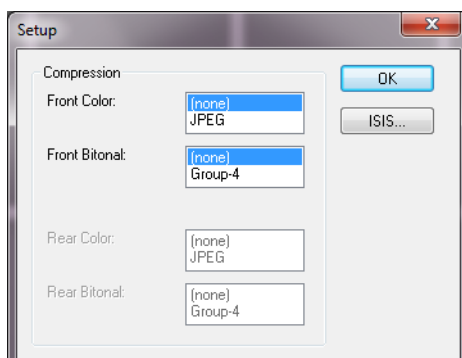 Setup
Compression
OK
Front Color:
(none)
JPEG
ISIS...
Front Bitonal:
(none)
Group-4
Rear Color:
(none)
JPEG
Rear Bitonal:
(none)
Group-4